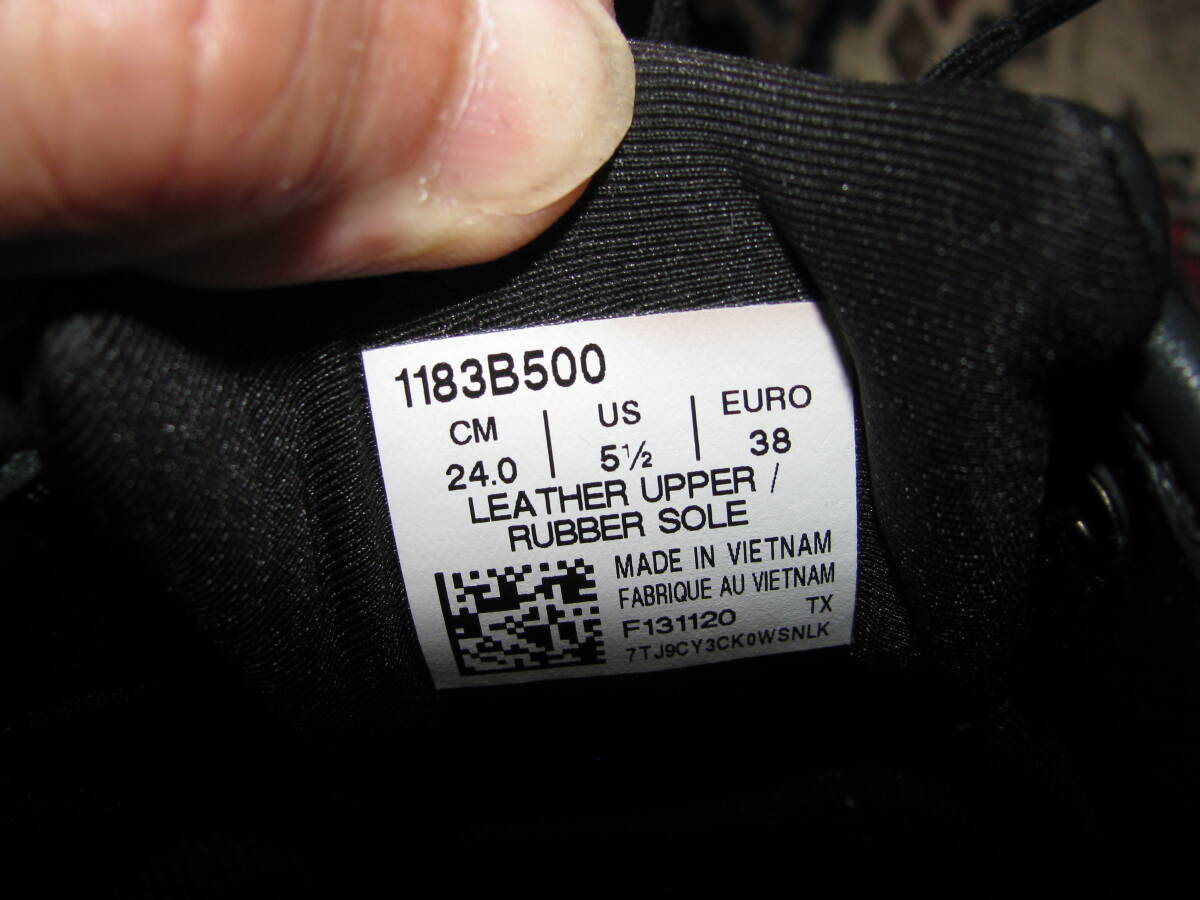 1183B500
CM | US | EURO
24.0 | 5½ | 38
LEATHER UPPER /
RUBBER SOLE
MADE IN VIETNAM
FABRIQUE AU VIETNAM
F131120 TX
7TJ9CY3CK0WSNLK